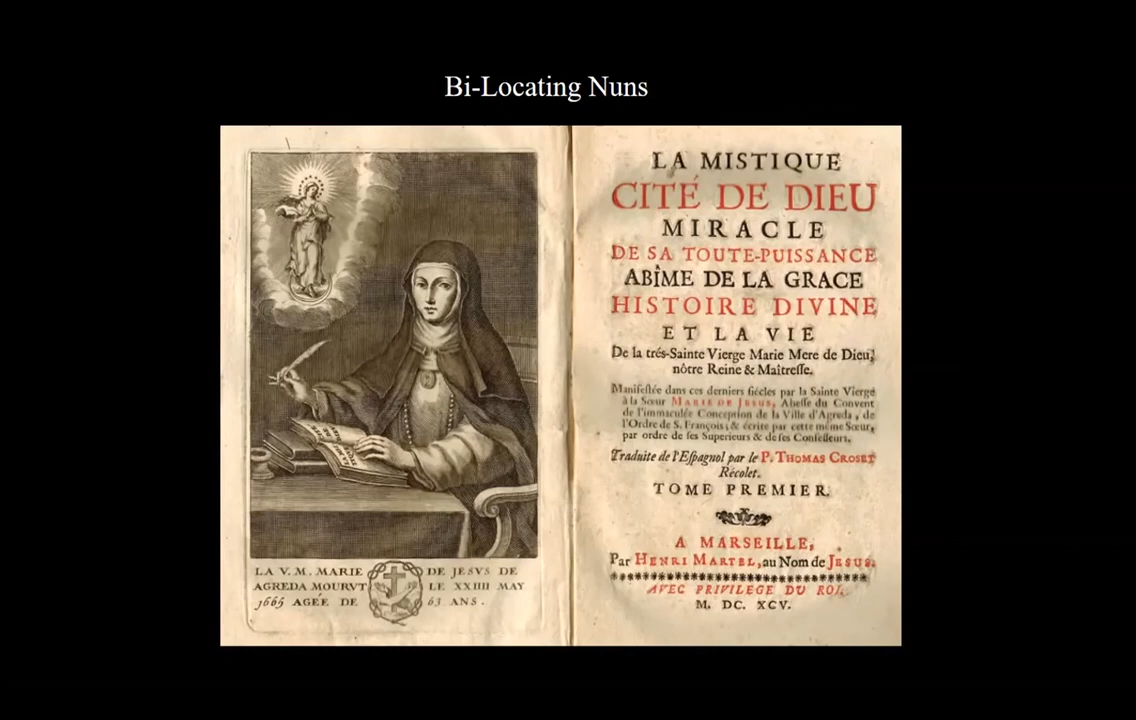 Bi-Locating Nuns
LA V. M. MARIE DE JESVS DE
AGREDA MOURVT LE XXIIII MAY
1665 AGÉE DE 63 ANS.
LA MISTIQUE
CITÉ DE DIEU
MIRACLE
DE SA TOUTE-PUISSANCE
ABÎME DE LA GRACE
HISTOIRE DIVINE
ET LA VIE
De la trés-Sainte Vierge Marie Mere de Dieu,
nôtre Reine & Maîtreſſe.
Manifeſtée dans ces derniers ſiécles par la Sainte Vierge
à la Sœur MARIE DE JESUS, Abeſſe du Convent
de l'immaculée Conception de la Ville d'Agreda, de
l'Ordre de S. François, & écrite par cette même Sœur,
par ordre de ſes Superieurs & de ſes Confeſſeurs.
Traduite de l'Eſpagnol par le P. THOMAS CROSET
Récolet.
TOME PREMIER.
A MARSEILLE,
Par HENRI MARTEL, au Nom de JESUS.
AVEC PRIVILEGE DU ROI.
M. DC. XCV.